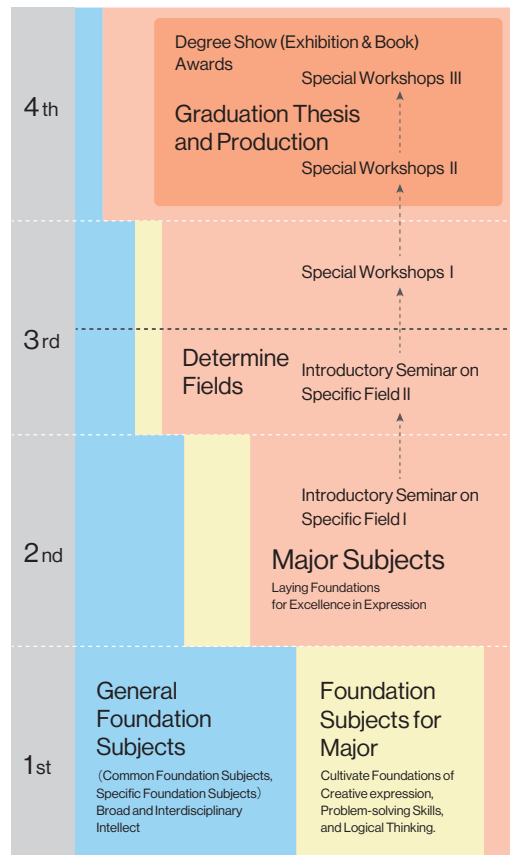 4th
Degree Show (Exhibition & Book)
Awards
Special Workshops III
Graduation Thesis
and Production
Special Workshops II
3rd
Special Workshops I
Determine
Fields
Introductory Seminar on
Specific Field II
2nd
Introductory Seminar on
Specific Field I
Major Subjects
Laying Foundations
for Excellence in Expression
1st
General
Foundation
Subjects
(Common Foundation Subjects,
Specific Foundation Subjects)
Broad and Interdisciplinary
Intellect
Foundation
Subjects for
Major
Cultivate Foundations of
Creative expression,
Problem-solving Skills,
and Logical Thinking.